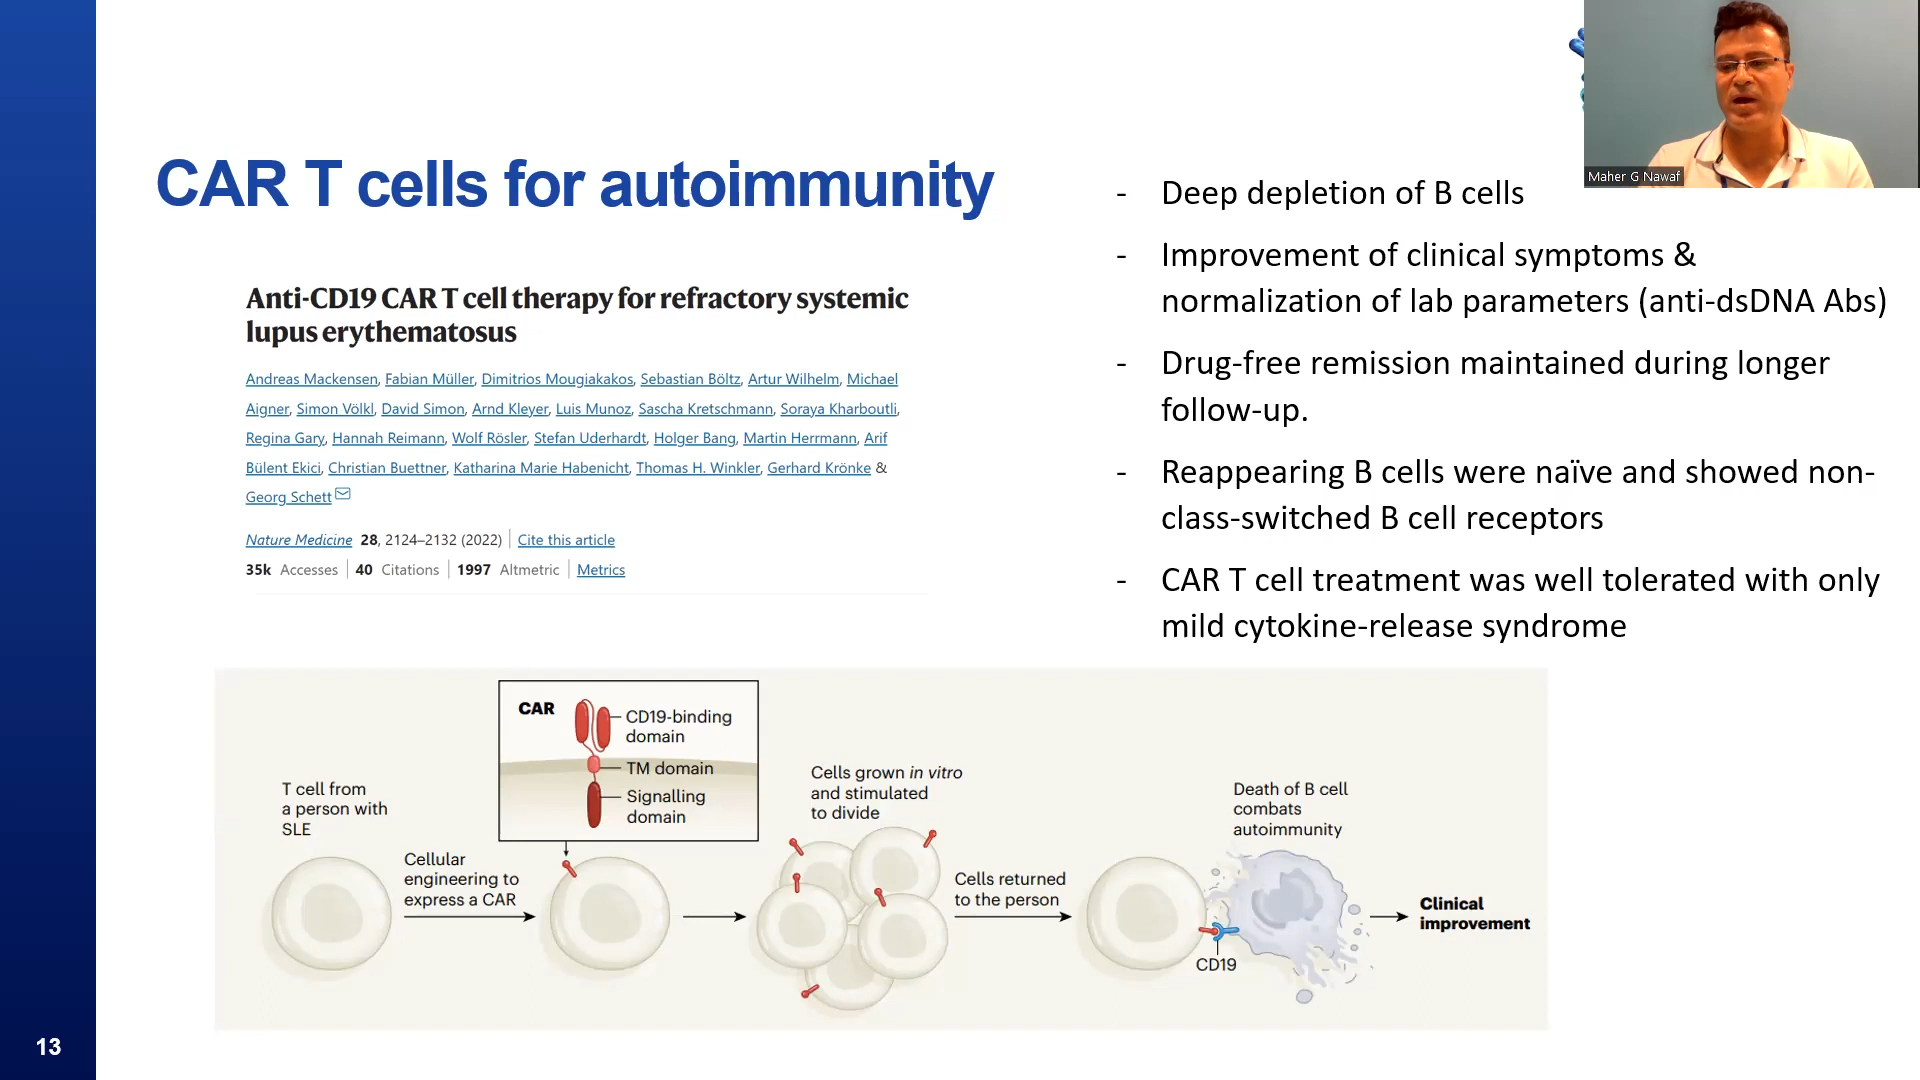 Maher G Nawaf
CAR T cells for autoimmunity
Anti-CD19 CAR T cell therapy for refractory systemic
lupus erythematosus
Andreas Mackensen, Fabian Müller, Dimitrios Mougiakakos, Sebastian Böltz, Artur Wilhelm, Michael
Aigner, Simon Völkl, David Simon, Arnd Kleyer, Luis Munoz, Sascha Kretschmann, Soraya Kharboutli,
Regina Gary, Hannah Reimann, Wolf Rösler, Stefan Uderhardt, Holger Bang, Martin Herrmann, Arif
Bülent Ekici, Christian Buettner, Katharina Marie Habenicht, Thomas H. Winkler, Gerhard Krönke &
Georg Schett
Nature Medicine 28, 2124–2132 (2022) | Cite this article
35k Accesses | 40 Citations | 1997 Altmetric | Metrics
- Deep depletion of B cells
- Improvement of clinical symptoms &
normalization of lab parameters (anti-dsDNA Abs)
- Drug-free remission maintained during longer
follow-up.
- Reappearing B cells were naïve and showed non-
class-switched B cell receptors
- CAR T cell treatment was well tolerated with only
mild cytokine-release syndrome
T cell from
a person with
SLE
Cellular
engineering to
express a CAR
CAR
CD19-binding
domain
TM domain
Signalling
domain
Cells grown in vitro
and stimulated
to divide
Cells returned
to the person
Death of B cell
combats
autoimmunity
CD19
Clinical
improvement
13